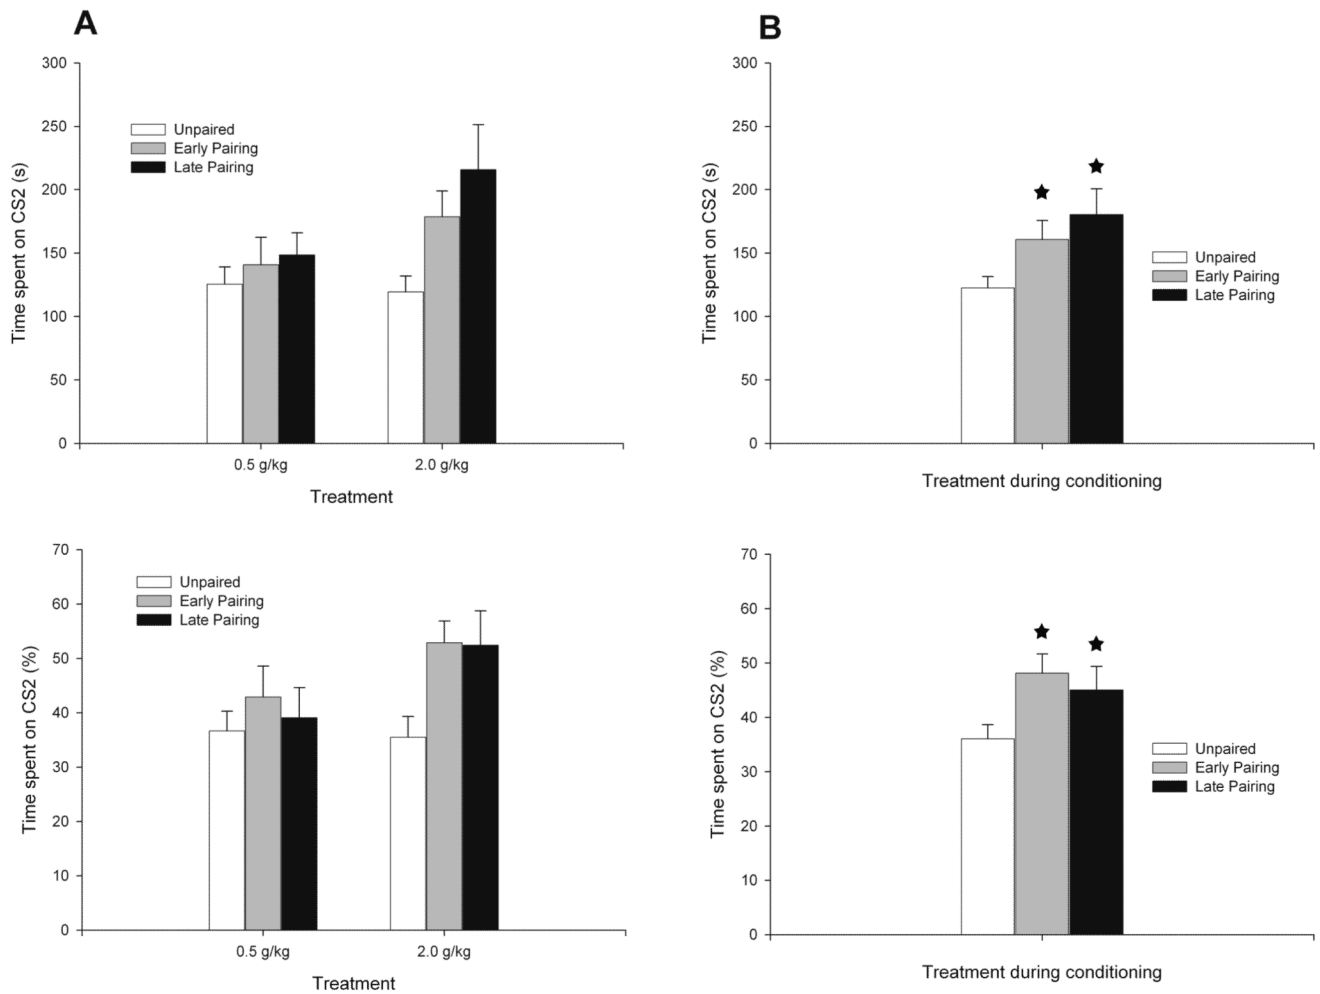 A
Time spent on CS2 (s)
300
250
200
150
100
50
0
Unpaired
Early Pairing
Late Pairing
0.5 g/kg
2.0 g/kg
Treatment
B
Time spent on CS2 (s)
300
250
200
150
100
50
0
Unpaired
Early Pairing
Late Pairing
Treatment during conditioning
Time spent on CS2 (%)
70
60
50
40
30
20
10
0
Unpaired
Early Pairing
Late Pairing
0.5 g/kg
2.0 g/kg
Treatment
Time spent on CS2 (%)
70
60
50
40
30
20
10
0
Unpaired
Early Pairing
Late Pairing
Treatment during conditioning